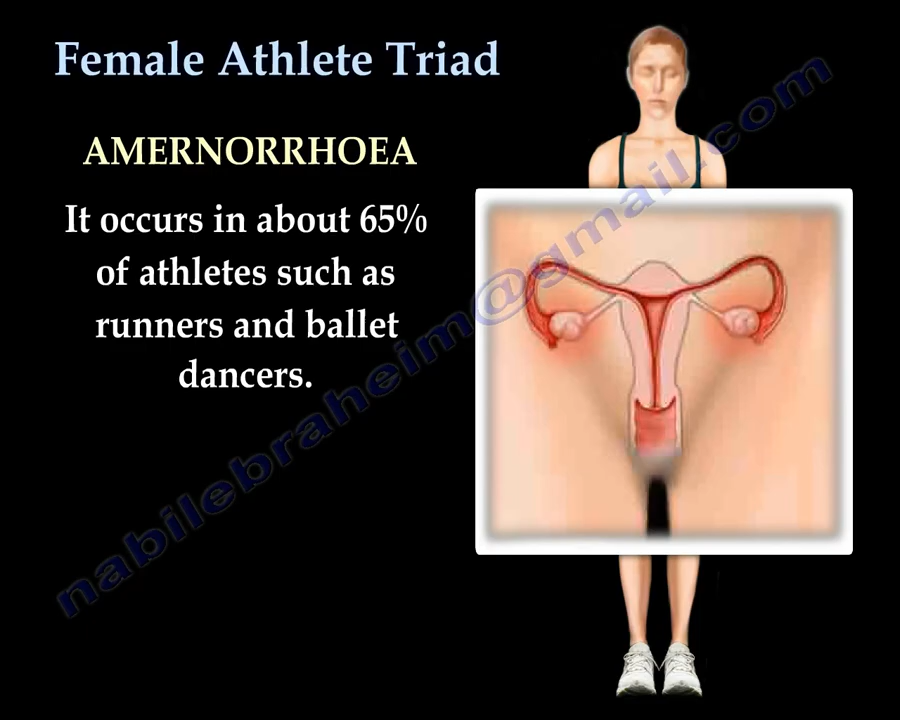 Female Athlete Triad
AMERNORRHOEA
It occurs in about 65%
of athletes such as
runners and ballet
dancers.
nabilebraheim@gmail.com